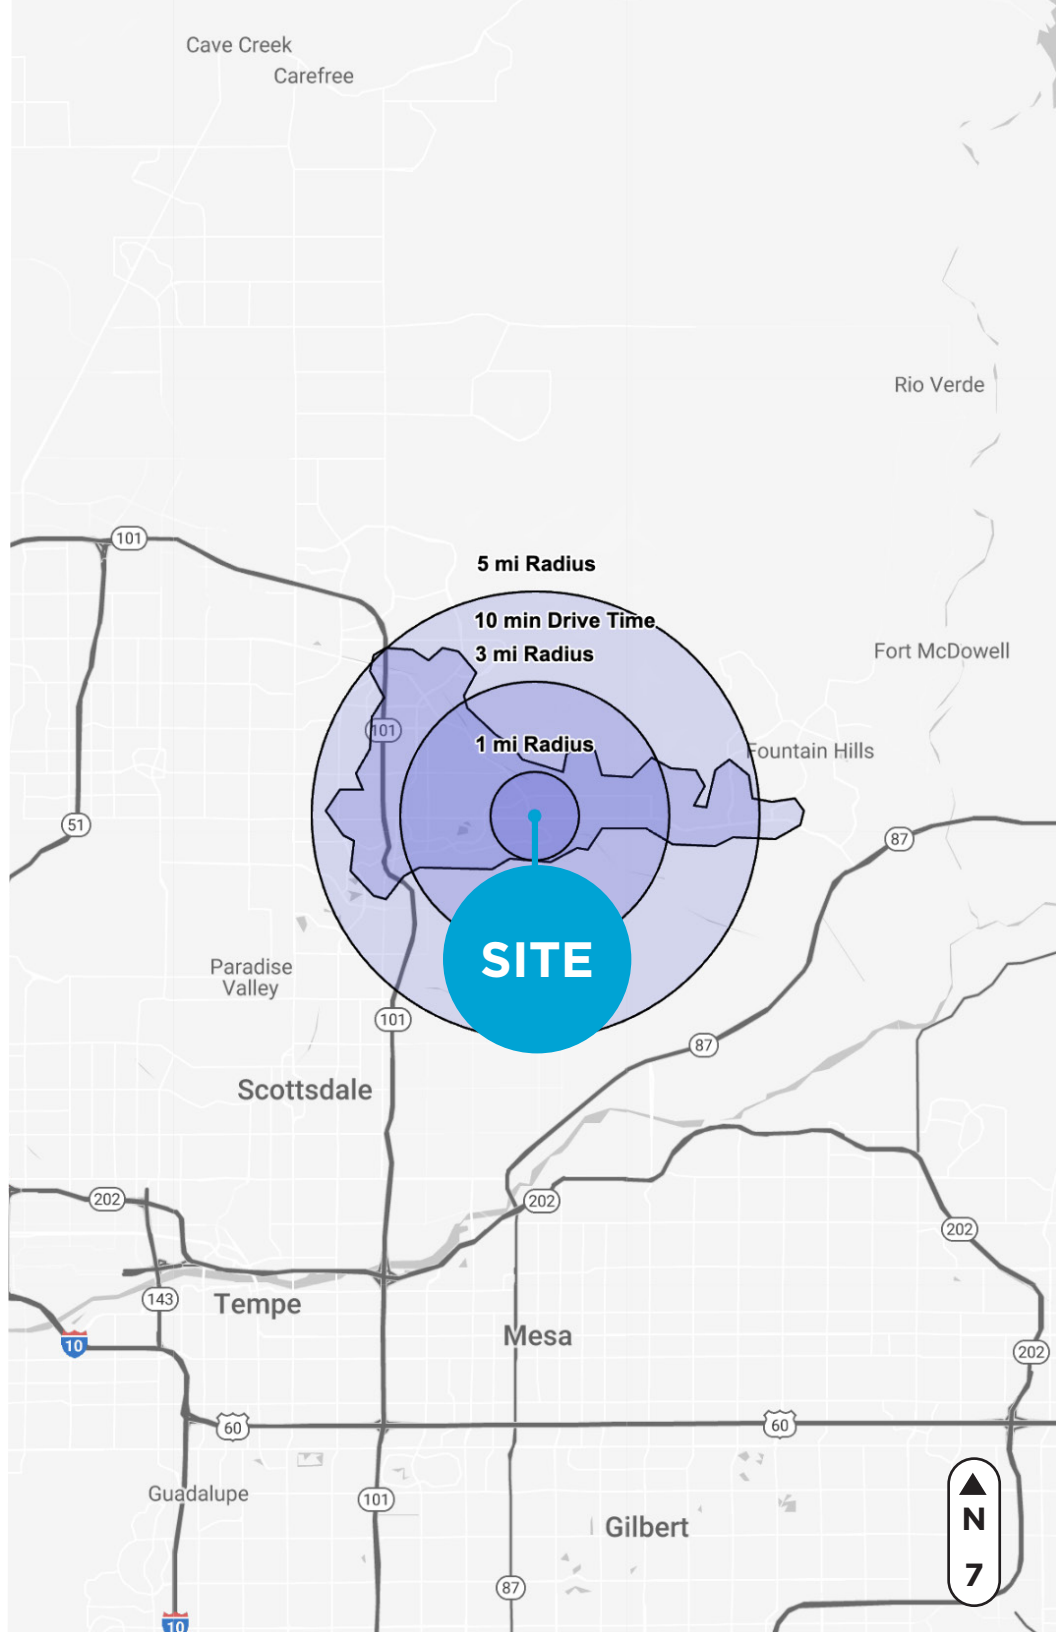 Cave Creek
Carefree
Rio Verde
101
5 mi Radius
10 min Drive Time
3 mi Radius
Fort McDowell
101
1 mi Radius
Fountain Hills
51
87
SITE
Paradise
Valley
101
87
Scottsdale
202
202
202
143
Tempe
Mesa
10
202
60
60
Guadalupe
101
N
Gilbert
7
87
10